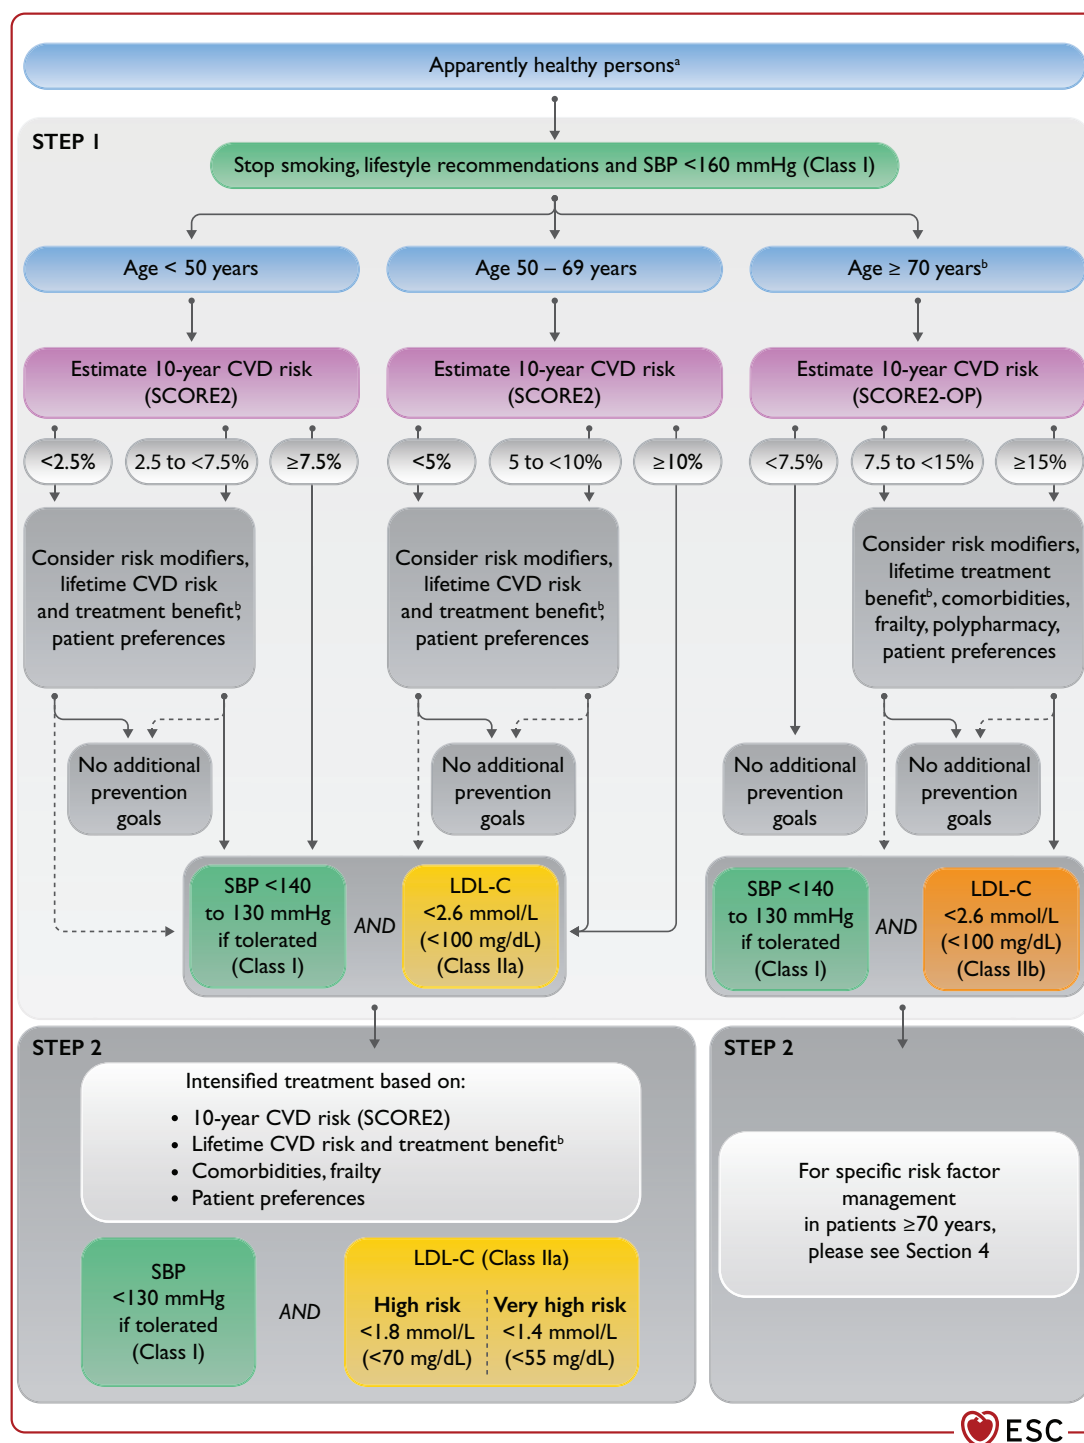 Apparently healthy personsᵃ
STEP 1
Stop smoking, lifestyle recommendations and SBP <160 mmHg (Class I)
Age < 50 years
Age 50 – 69 years
Age ≥ 70 yearsᵇ
Estimate 10-year CVD risk
(SCORE2)
Estimate 10-year CVD risk
(SCORE2)
Estimate 10-year CVD risk
(SCORE2-OP)
<2.5%
2.5 to <7.5%
≥7.5%
<5%
5 to <10%
≥10%
<7.5%
7.5 to <15%
≥15%
Consider risk modifiers,
lifetime CVD risk
and treatment benefitᵇ,
patient preferences
Consider risk modifiers,
lifetime CVD risk
and treatment benefitᵇ,
patient preferences
Consider risk modifiers,
lifetime treatment
benefitᵇ, comorbidities,
frailty, polypharmacy,
patient preferences
No additional
prevention
goals
No additional
prevention
goals
No additional
prevention
goals
No additional
prevention
goals
SBP <140
to 130 mmHg
if tolerated
(Class I)
AND
LDL-C
<2.6 mmol/L
(<100 mg/dL)
(Class IIa)
SBP <140
to 130 mmHg
if tolerated
(Class I)
AND
LDL-C
<2.6 mmol/L
(<100 mg/dL)
(Class IIb)
STEP 2
Intensified treatment based on:
• 10-year CVD risk (SCORE2)
• Lifetime CVD risk and treatment benefitᵇ
• Comorbidities, frailty
• Patient preferences
SBP
<130 mmHg
if tolerated
(Class I)
AND
LDL-C (Class IIa)
High risk
<1.8 mmol/L
(<70 mg/dL)
Very high risk
<1.4 mmol/L
(<55 mg/dL)
STEP 2
For specific risk factor
management
in patients ≥70 years,
please see Section 4
ESC